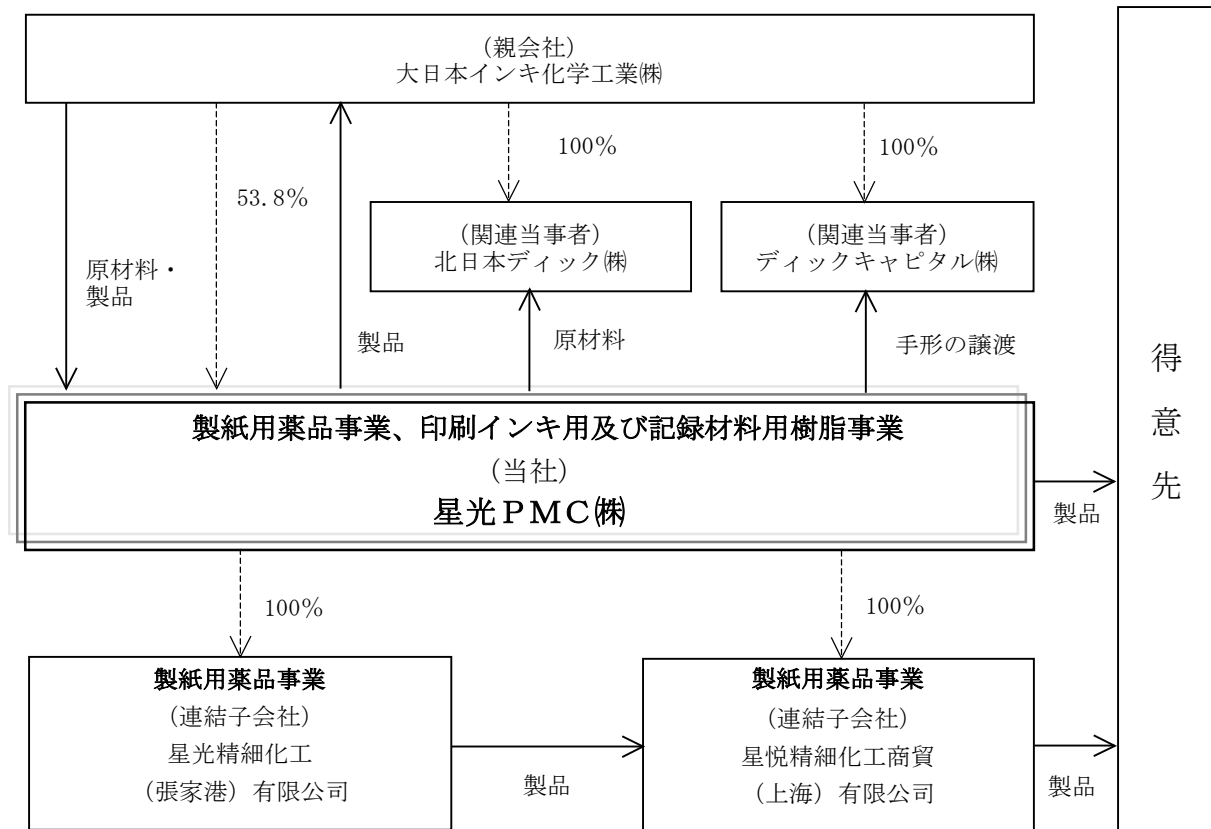 (親会社)
大日本インキ化学工業㈱
100%
100%
53.8%
(関連当事者)
北日本ディック㈱
(関連当事者)
ディックキャピタル㈱
原材料・
製品
製品
原材料
手形の譲渡
得意先
製紙用薬品事業、印刷インキ用及び記録材料用樹脂事業
(当社)
星光PMC㈱
製品
100%
100%
製紙用薬品事業
(連結子会社)
星光精細化工
(張家港)有限公司
製品
製紙用薬品事業
(連結子会社)
星悦精細化工商貿
(上海)有限公司
製品